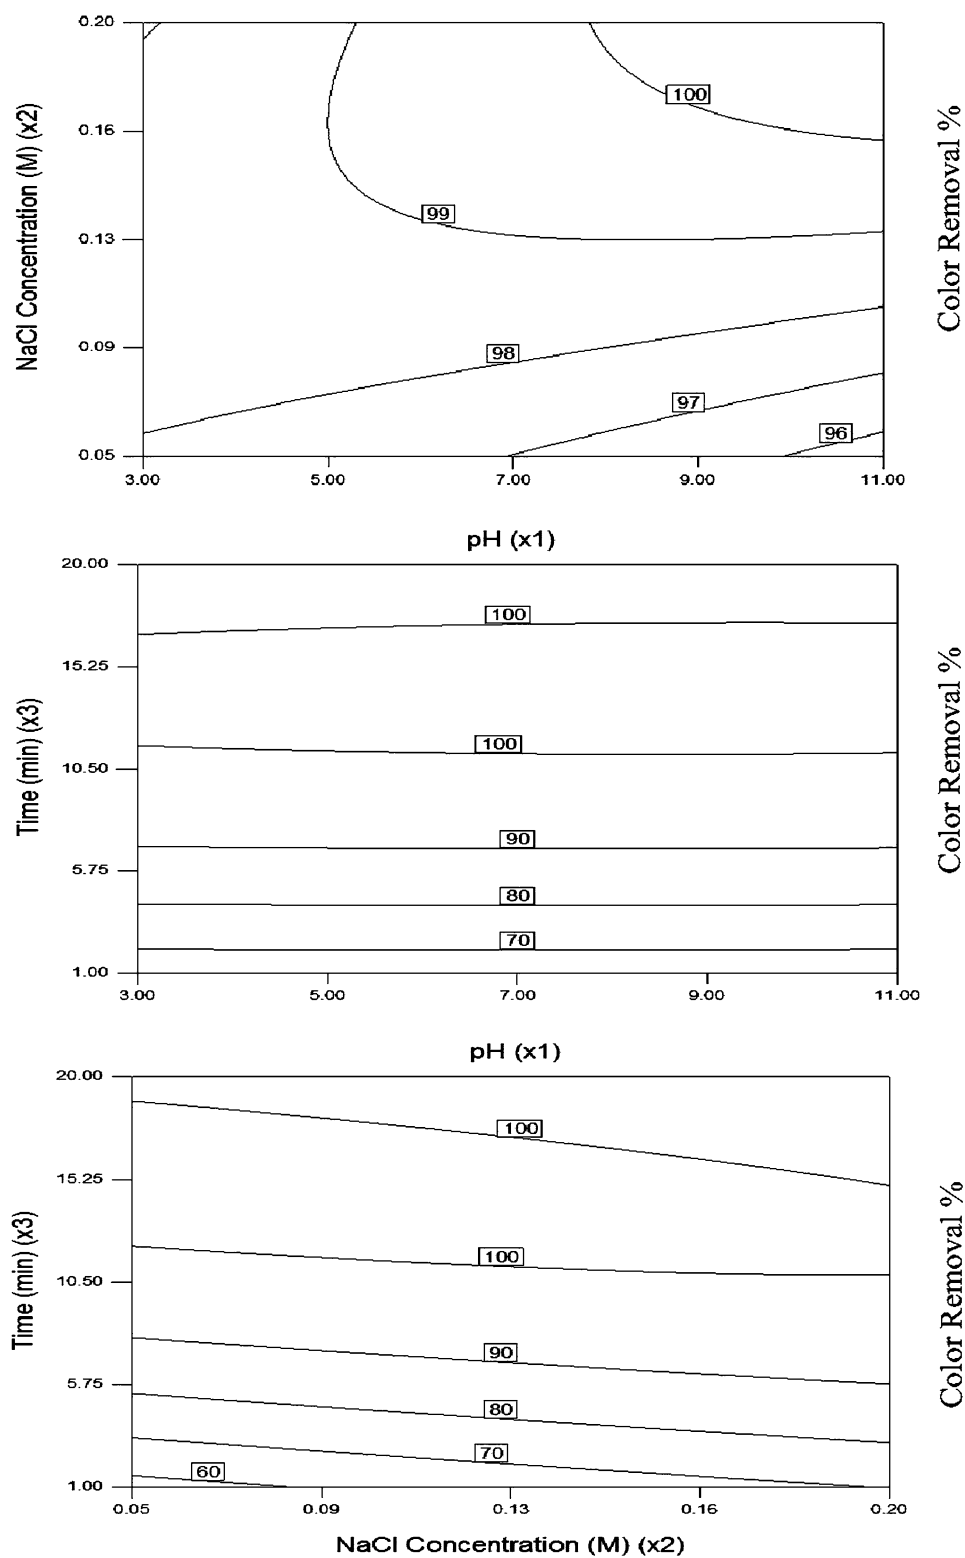 0.20
0.16
0.13
0.09
0.05
NaCl Concentration (M) (x2)
100
99
98
97
96
3.00 5.00 7.00 9.00 11.00
pH (x1)
Color Removal %
20.00
15.25
10.50
5.75
1.00
Time (min) (x3)
100
100
90
80
70
3.00 5.00 7.00 9.00 11.00
pH (x1)
Color Removal %
20.00
15.25
10.50
5.75
1.00
Time (min) (x3)
100
100
90
80
70
60
0.05 0.09 0.13 0.16 0.20
NaCl Concentration (M) (x2)
Color Removal %